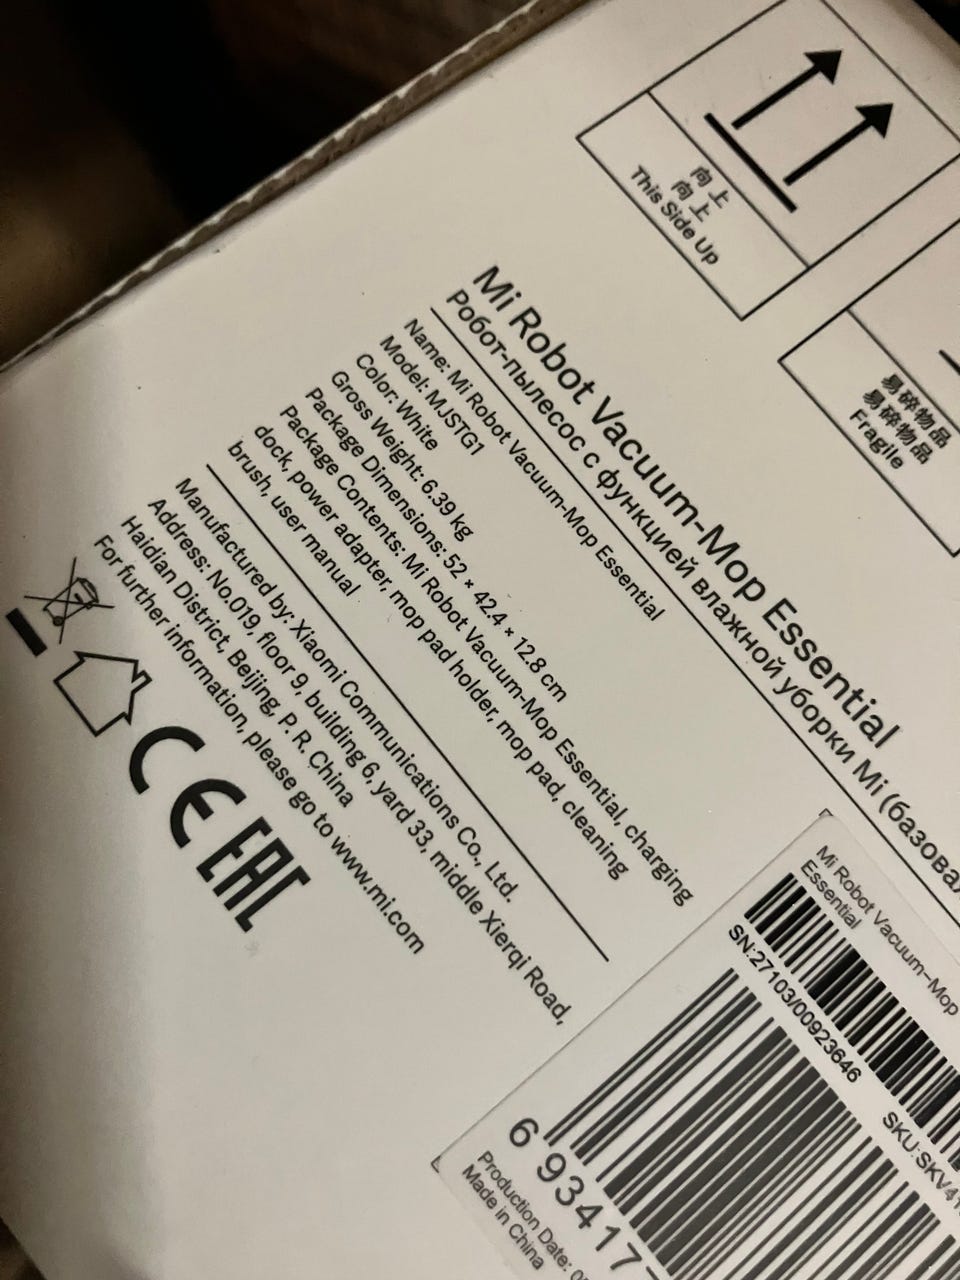 向上
向上
This Side Up
易碎物品
易碎物品
Fragile
Mi Robot Vacuum-Mop Essential
Робот-пылесос с функцией влажной уборки Mi (базовая
Name: Mi Robot Vacuum-Mop Essential
Model: MJSTG1
Color: White
Gross Weight: 6.39 kg
Package Dimensions: 52 × 42.4 × 12.8 cm
Package Contents: Mi Robot Vacuum-Mop Essential, charging
dock, power adapter, mop pad holder, mop pad, cleaning
brush, user manual
Manufactured by: Xiaomi Communications Co., Ltd.
Address: No.019, floor 9, building 6, yard 33, middle Xierqi Road,
Haidian District, Beijing, P. R. China
For further information, please go to www.mi.com
CE EAC
Mi Robot Vacuum-Mop
Essential
SN:27103/00923646
SKU:SKV41
6 93417
Production Date: 0
Made in China